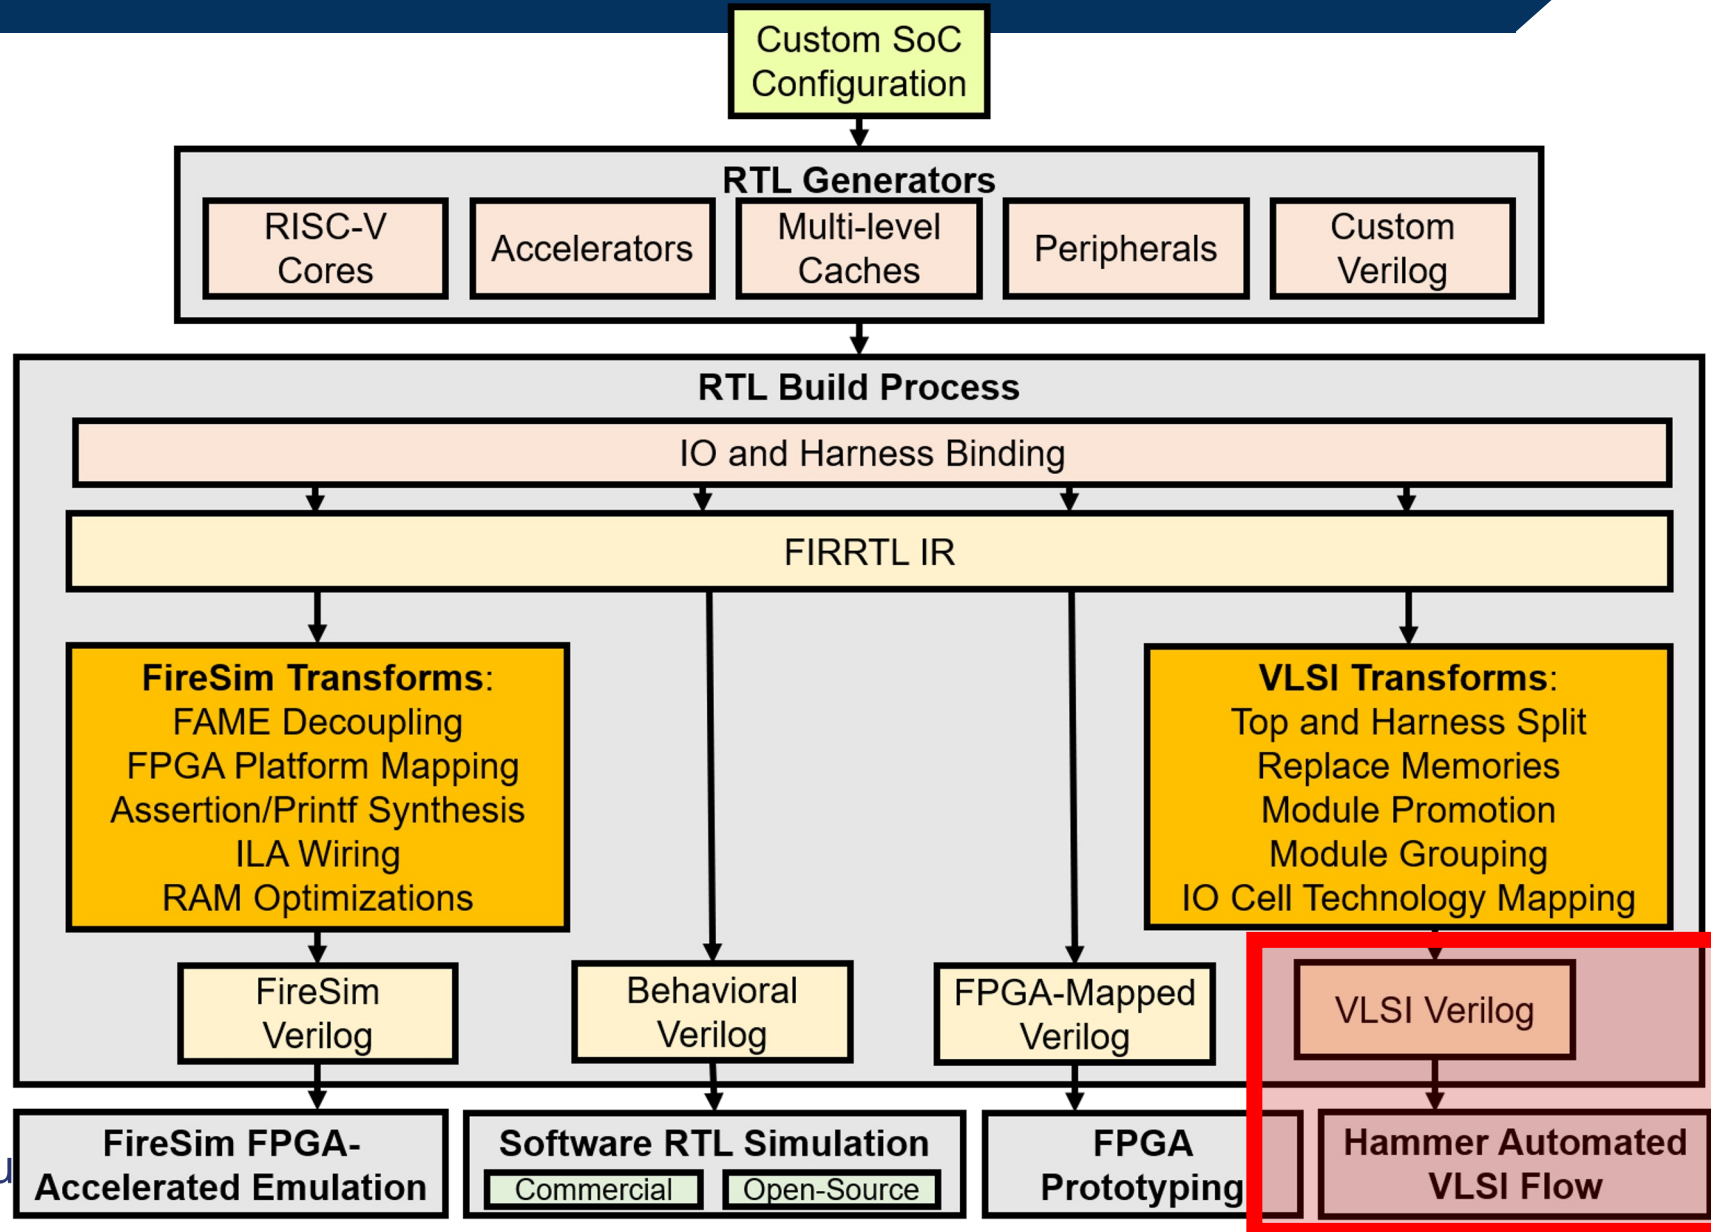 Custom SoC
Configuration
RTL Generators
RISC-V
Cores
Accelerators
Multi-level
Caches
Peripherals
Custom
Verilog
RTL Build Process
IO and Harness Binding
FIRRTL IR
FireSim Transforms:
FAME Decoupling
FPGA Platform Mapping
Assertion/Printf Synthesis
ILA Wiring
RAM Optimizations
VLSI Transforms:
Top and Harness Split
Replace Memories
Module Promotion
Module Grouping
IO Cell Technology Mapping
FireSim
Verilog
Behavioral
Verilog
FPGA-Mapped
Verilog
VLSI Verilog
FireSim FPGA-
Accelerated Emulation
Software RTL Simulation
Commercial
Open-Source
FPGA
Prototyping
Hammer Automated
VLSI Flow